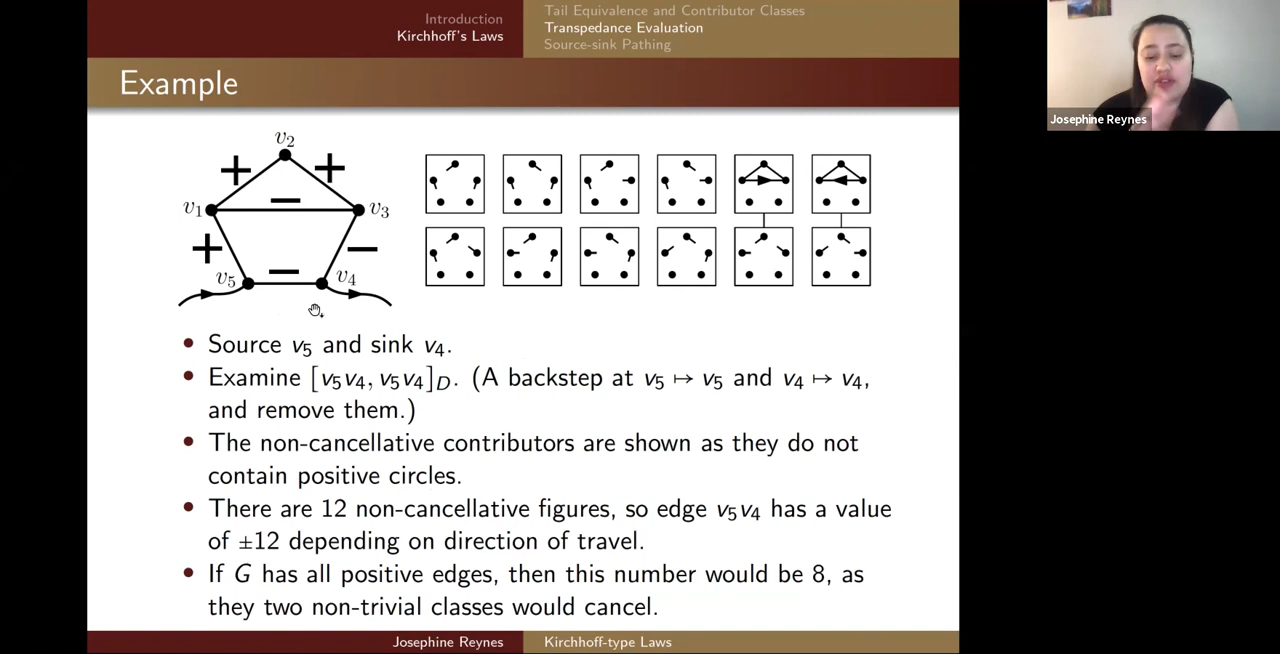 Introduction
Kirchhoff's Laws
Tail Equivalence and Contributor Classes
Transpedance Evaluation
Source-sink Pathing
Example
v2
+ +
v1 − v3
+ −
v5 − v4
• Source v5 and sink v4.
• Examine [v5v4, v5v4]D. (A backstep at v5 ↦ v5 and v4 ↦ v4,
and remove them.)
• The non-cancellative contributors are shown as they do not
contain positive circles.
• There are 12 non-cancellative figures, so edge v5v4 has a value
of ±12 depending on direction of travel.
• If G has all positive edges, then this number would be 8, as
they two non-trivial classes would cancel.
Josephine Reynes
Kirchhoff-type Laws
Josephine Reynes